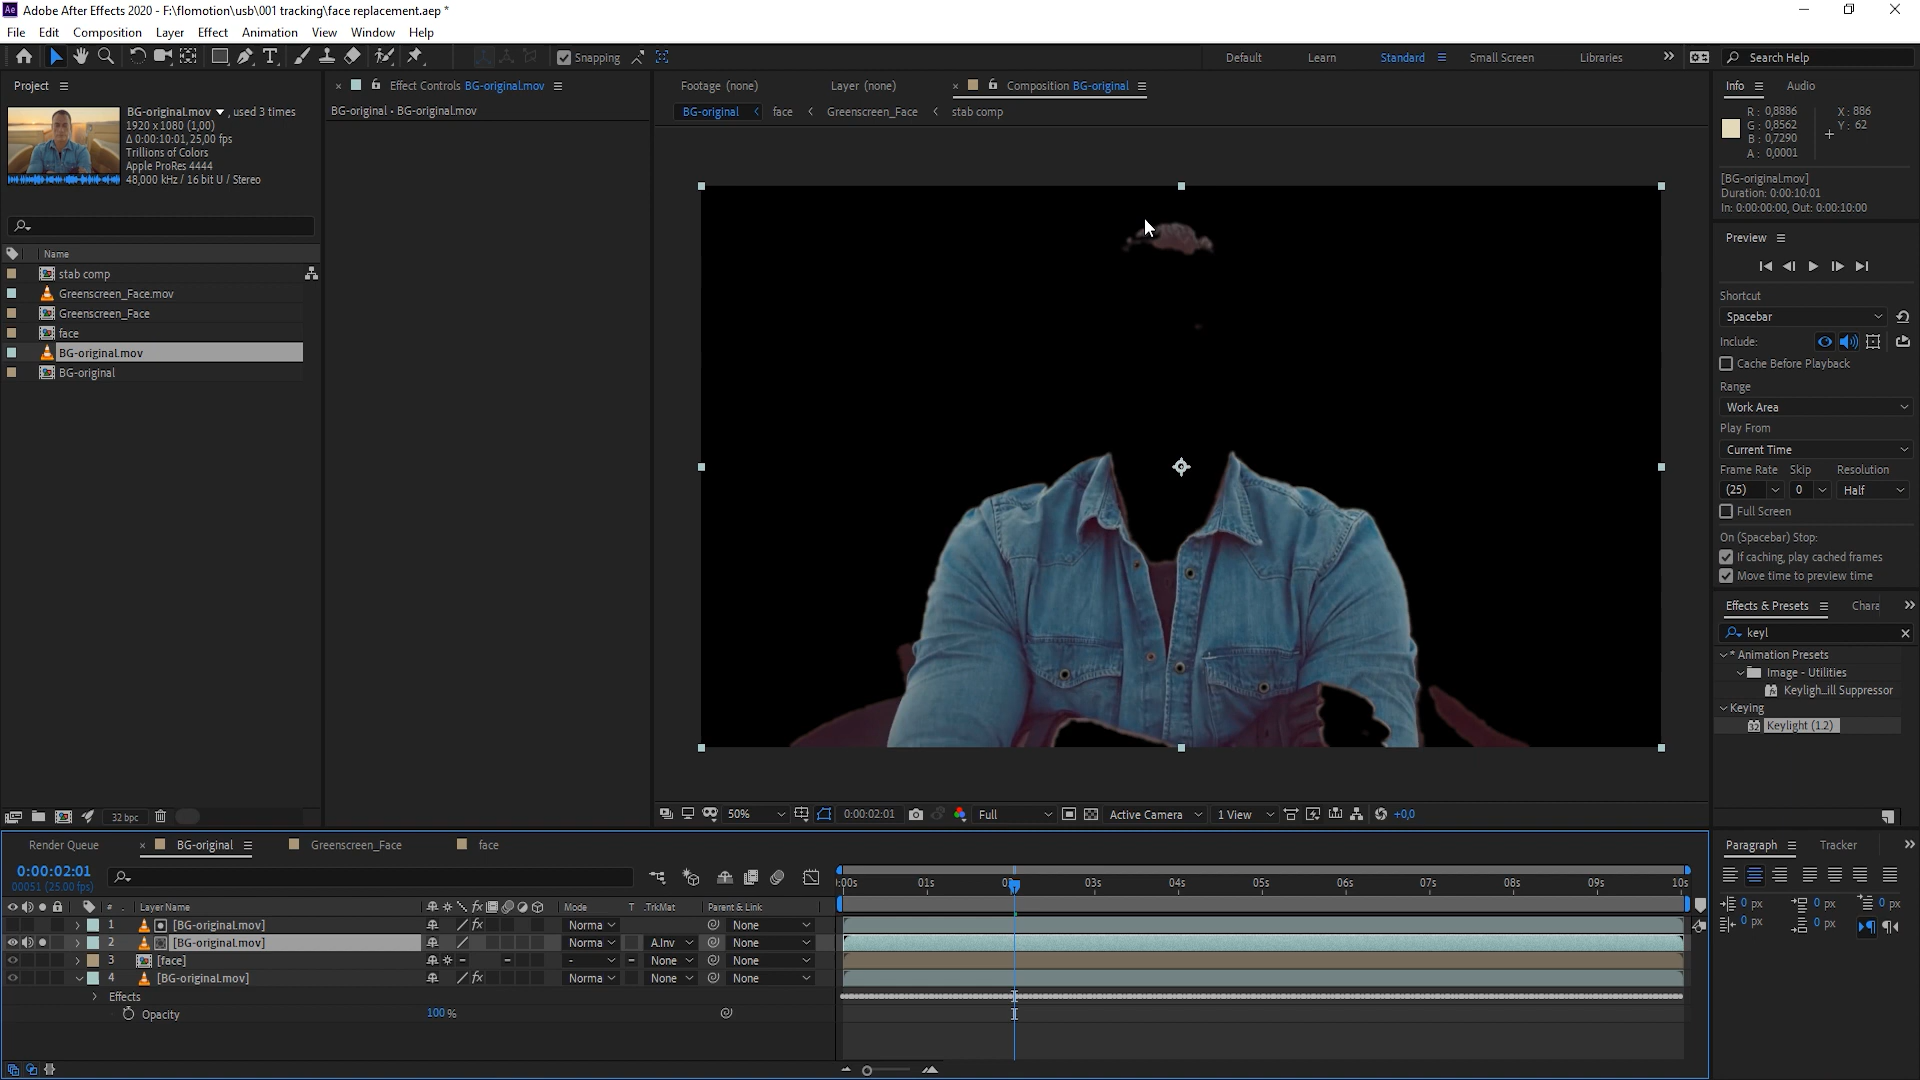 Adobe After Effects 2020 - F:\flomotion\usb\001 tracking\face replacement.aep *
File Edit Composition Layer Effect Animation View Window Help
Snapping
Default Learn Standard Small Screen Libraries Search Help
Project
Effect Controls BG-original.mov
Footage (none) Layer (none) Composition BG-original
Info Audio
BG-original.mov , used 3 times
1920 x 1080 (1,00)
Δ 0:00:10:01, 25,00 fps
Trillions of Colors
Apple ProRes 4444
48,000 kHz / 16 bit U / Stereo
BG-original • BG-original.mov
BG-original face Greenscreen_Face stab comp
R: 0,8886
G: 0,8562
B: 0,7290
A: 0,0001
X: 886
Y: 62
[BG-original.mov]
Duration: 0:00:10:01
In: 0:00:00:00, Out: 0:00:10:00
Name
stab comp
Greenscreen_Face.mov
Greenscreen_Face
face
BG-original.mov
BG-original
Preview
Shortcut
Spacebar
Include:
Cache Before Playback
Range
Work Area
Play From
Current Time
Frame Rate Skip Resolution
(25) 0 Half
Full Screen
On (Spacebar) Stop:
If caching, play cached frames
Move time to preview time
Effects & Presets Chara
keyl
* Animation Presets
Image - Utilities
Keyligh...ill Suppressor
Keying
Keylight (1.2)
32 bpc
50% 0:00:02:01 Full Active Camera 1 View +0,0
Render Queue BG-original Greenscreen_Face face
0:00:02:01
00051 (25.00 fps)
:00s 01s 03s 04s 05s 06s 07s 08s 09s 10s
# Layer Name Mode T .TrkMat Parent & Link
1 [BG-original.mov] Norma None
2 [BG-original.mov] Norma A.Inv None
3 [face] - None None
4 [BG-original.mov] Norma None None
Effects
Opacity 100 %
Paragraph Tracker
0 px 0 px 0 px
0 px 0 px